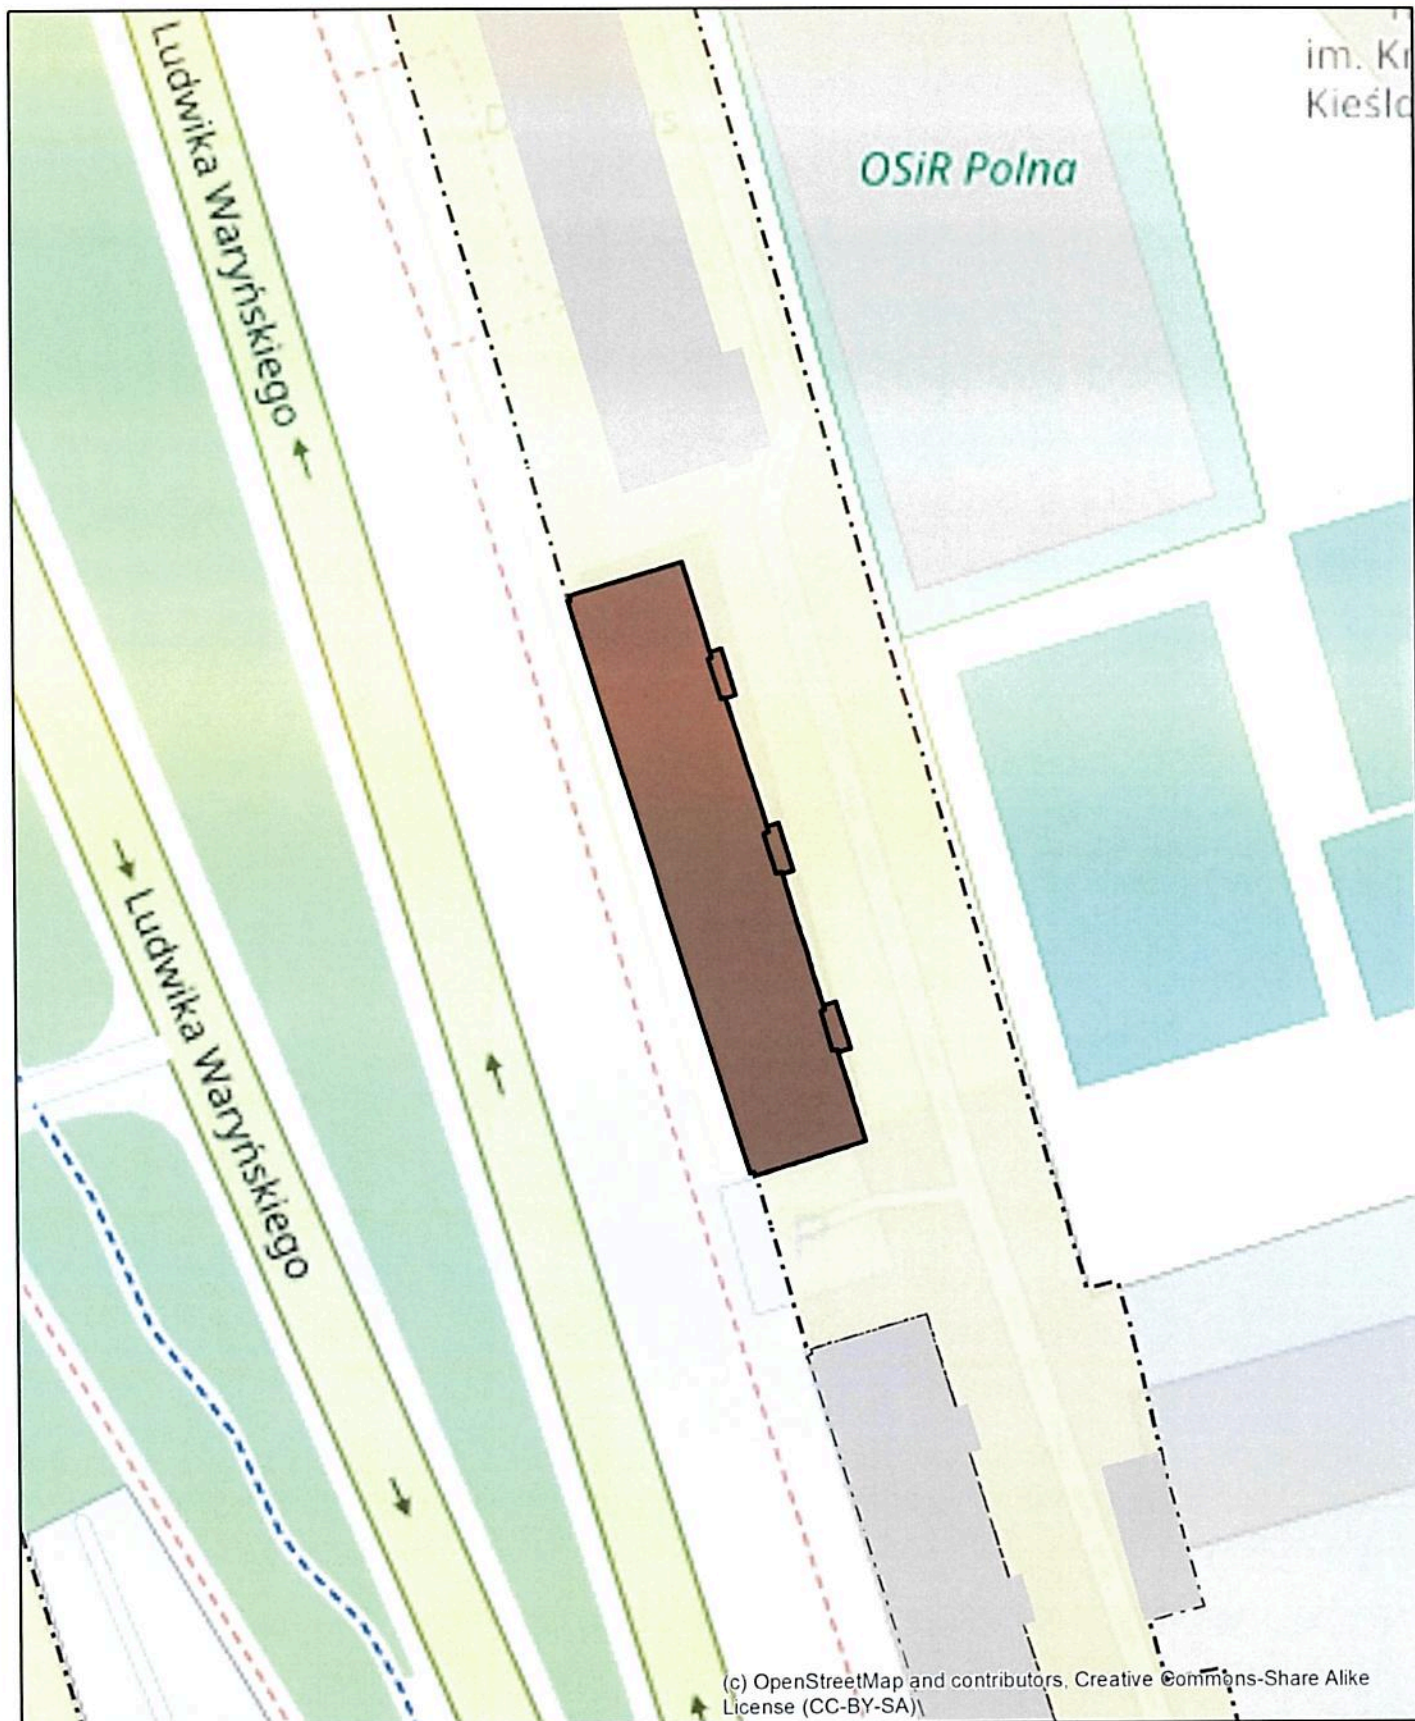 Ludwika Waryńskiego
im. Kr
Kieślo
OSiR Polna
Ludwika Waryńskiego
P
(c) OpenStreetMap and contributors, Creative Commons-Share Alike
License (CC-BY-SA)